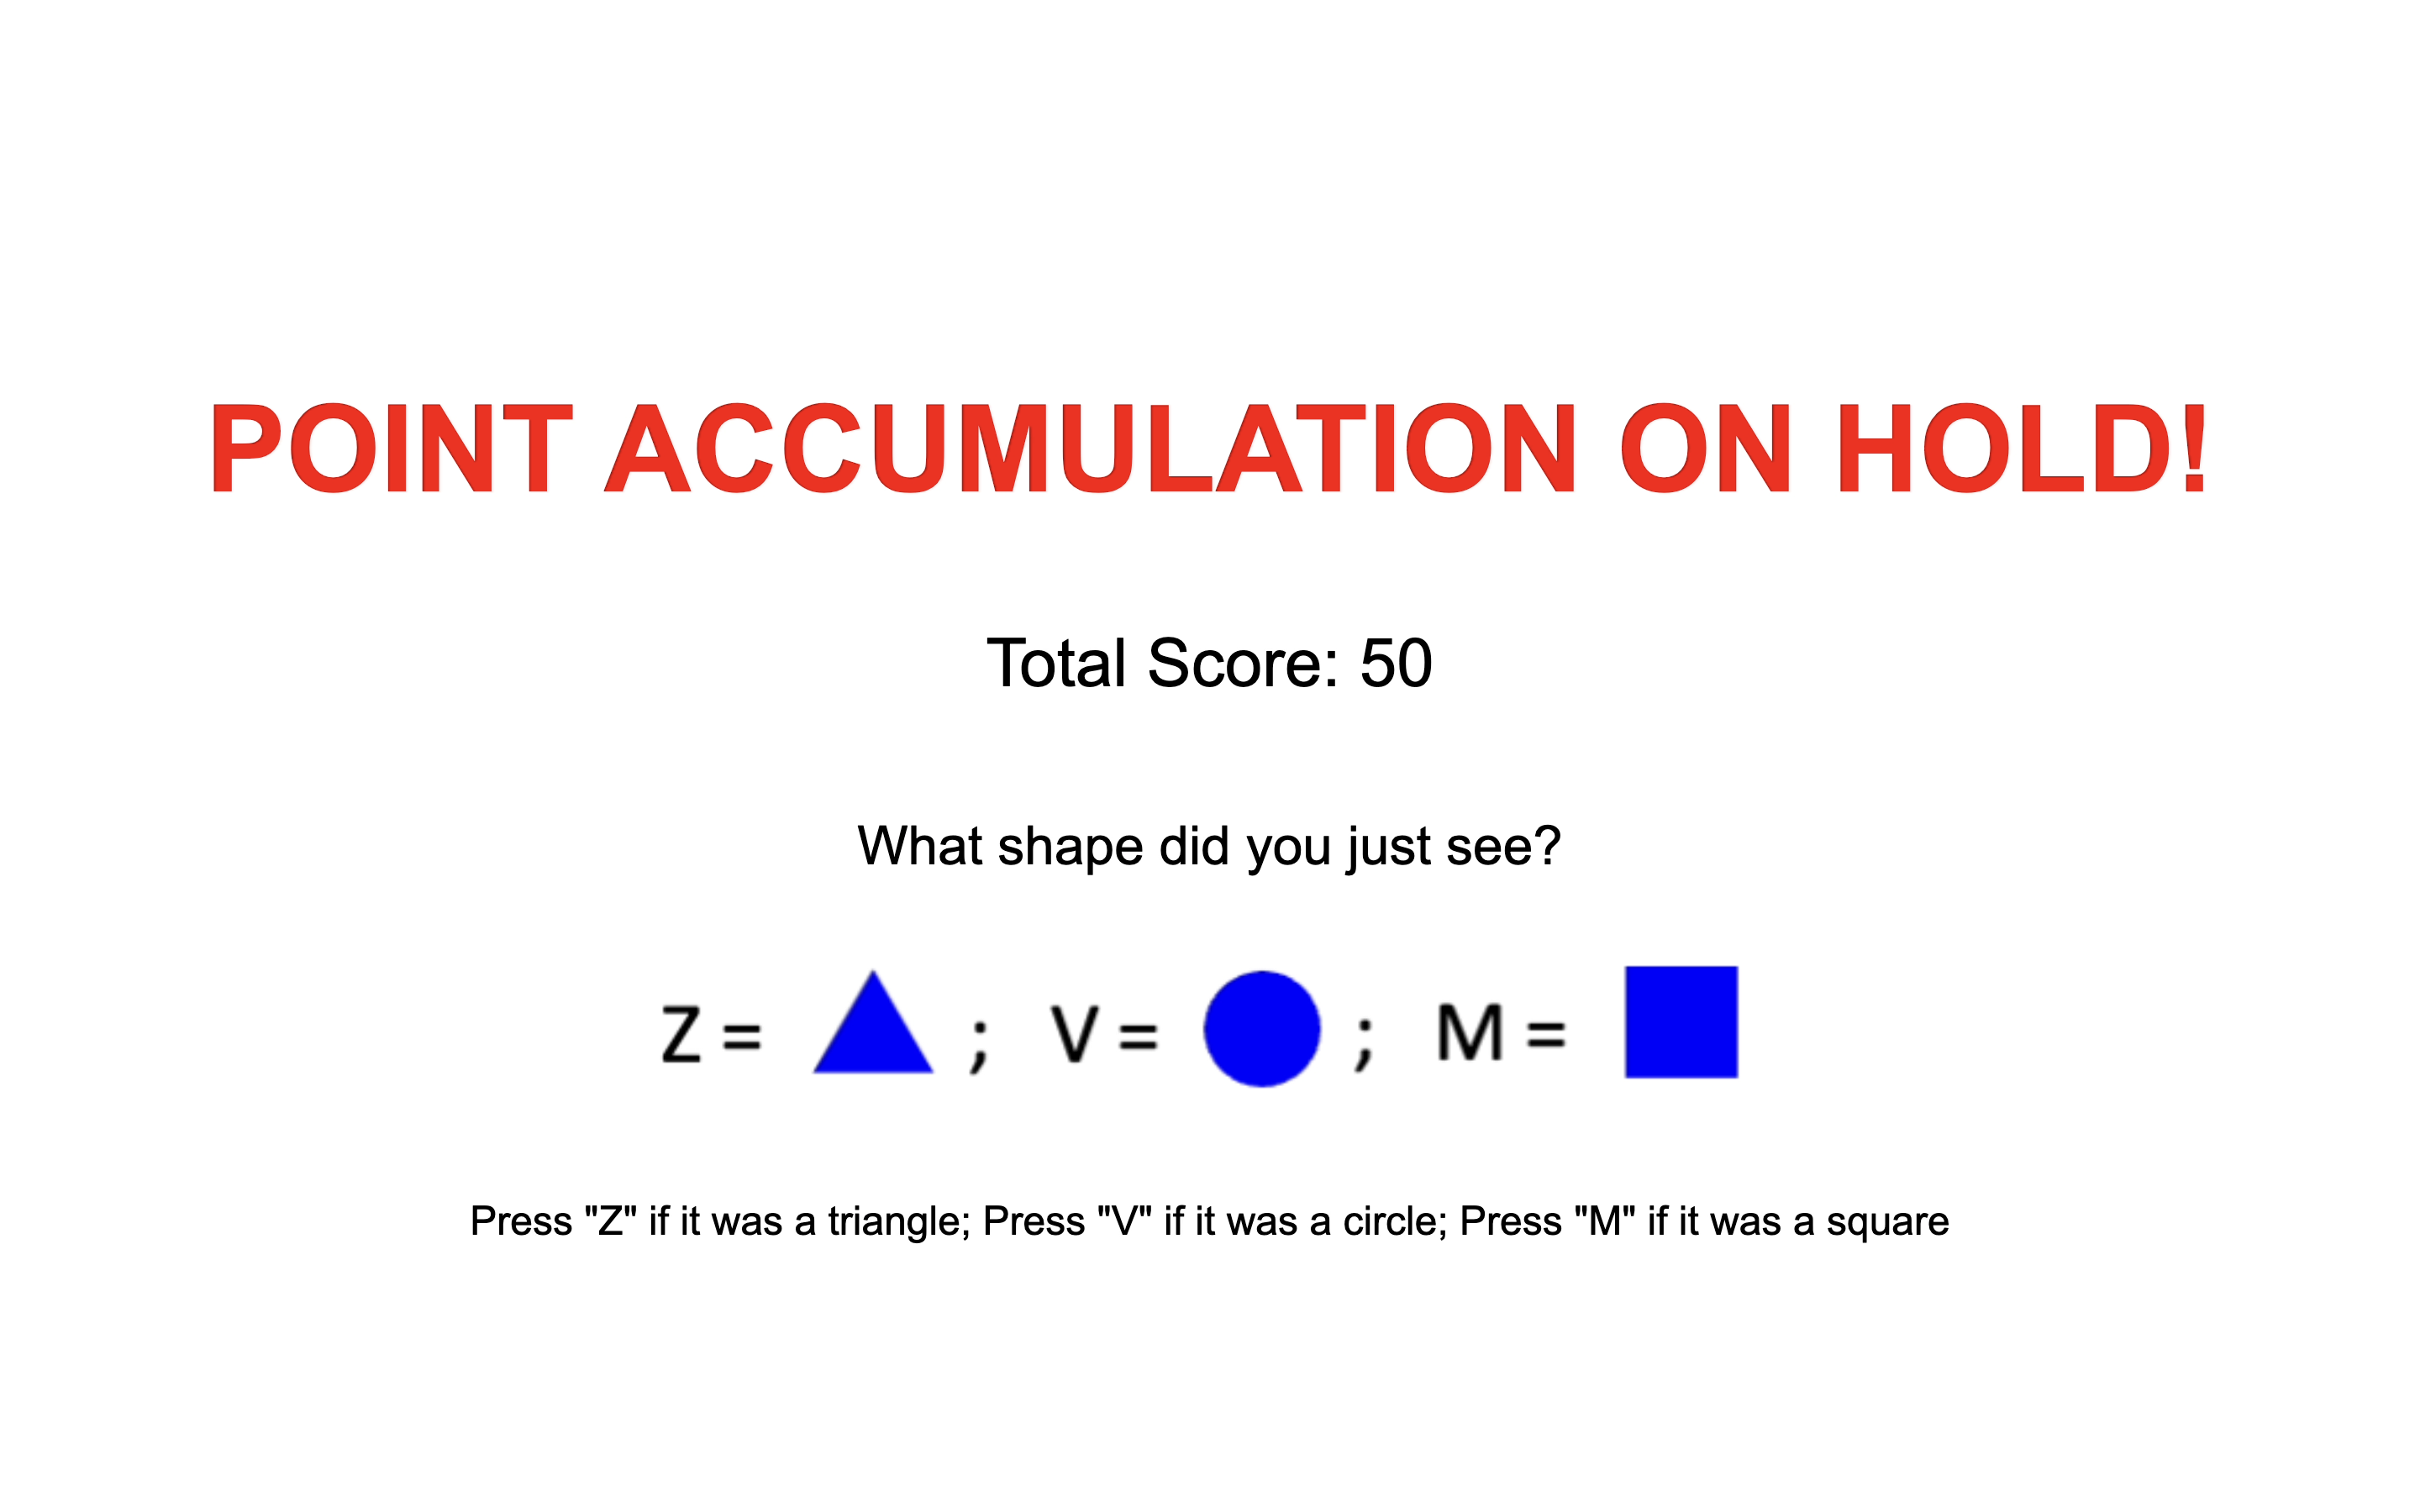 POINT ACCUMULATION ON HOLD!
Total Score: 50
What shape did you just see?
Z = ; V = ; M =
Press "Z" if it was a triangle; Press "V" if it was a circle; Press "M" if it was a square